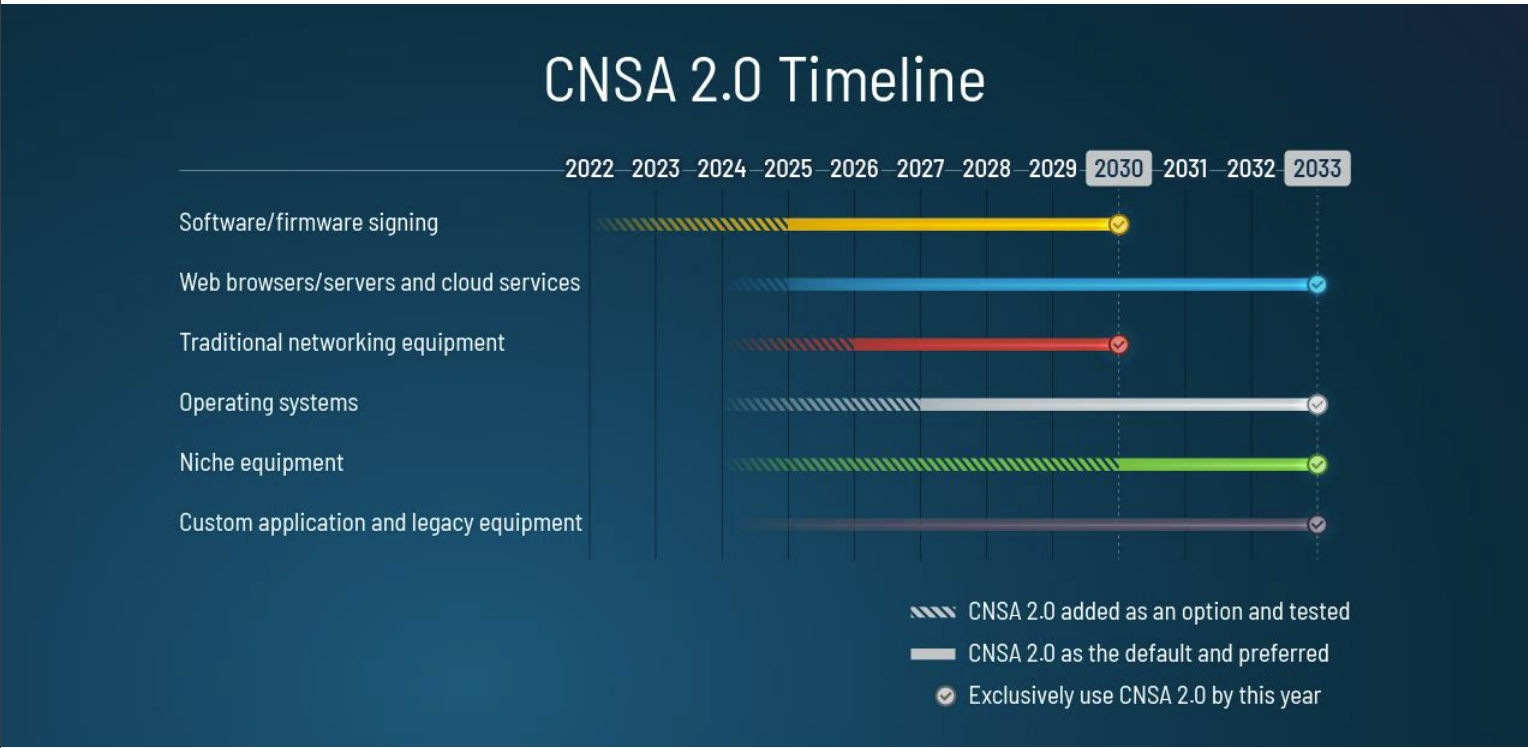 CNSA 2.0 Timeline
2022 2023 2024 2025 2026 2027 2028 2029 2030 2031 2032 2033
Software/firmware signing
Web browsers/servers and cloud services
Traditional networking equipment
Operating systems
Niche equipment
Custom application and legacy equipment
CNSA 2.0 added as an option and tested
CNSA 2.0 as the default and preferred
Exclusively use CNSA 2.0 by this year